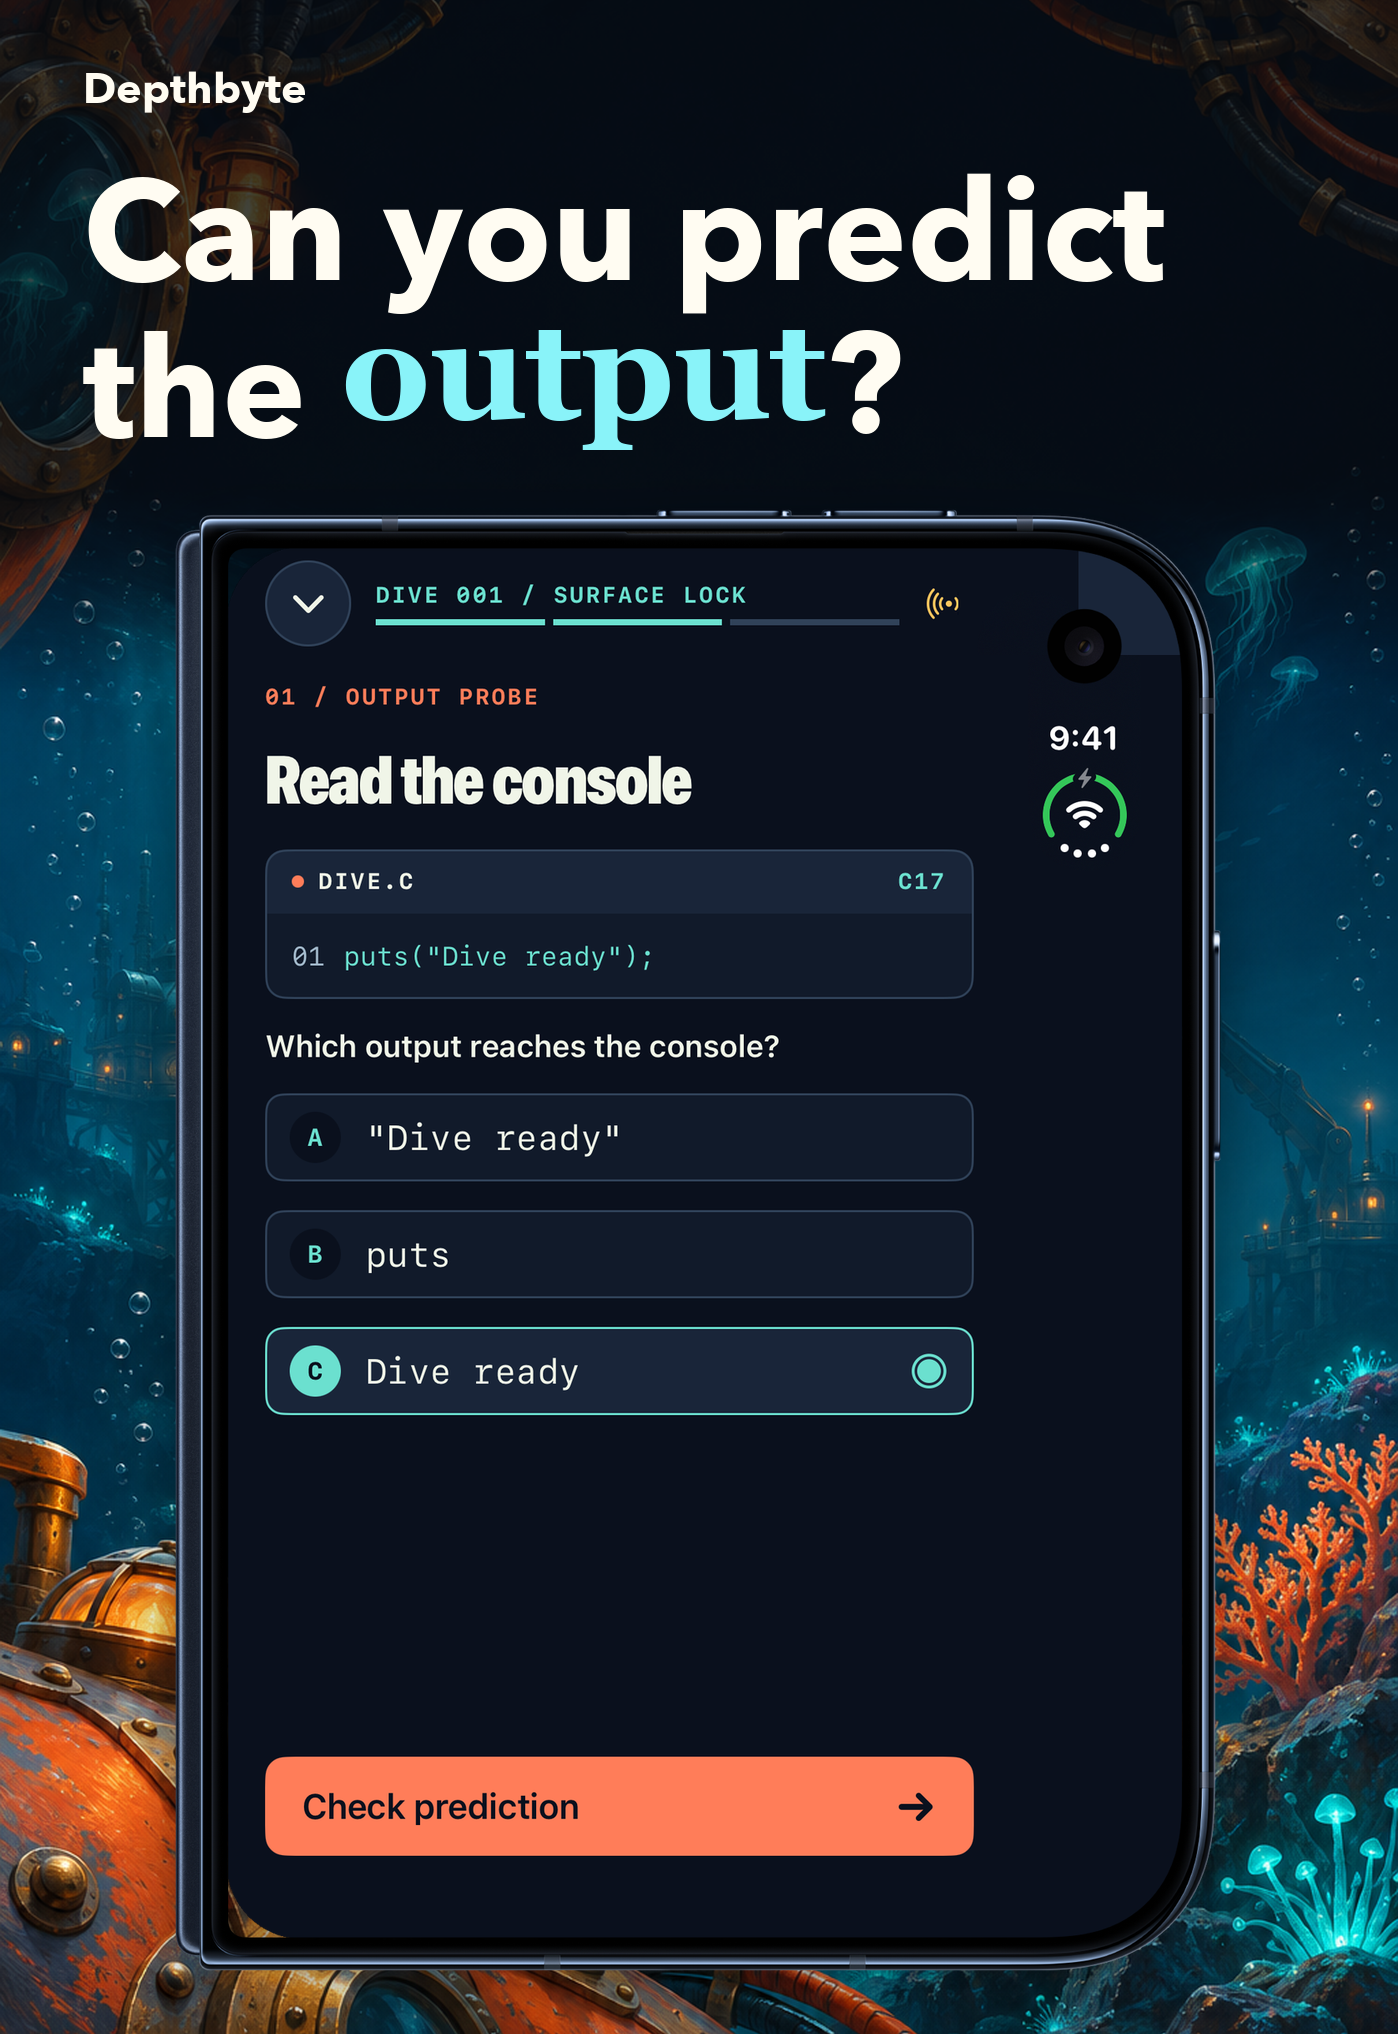 Depthbyte
Can you predict
the output?
DIVE 001 / SURFACE LOCK
01 / OUTPUT PROBE
9:41
Read the console
DIVE.C C17
01 puts("Dive ready");
Which output reaches the console?
A "Dive ready"
B puts
C Dive ready
Check prediction